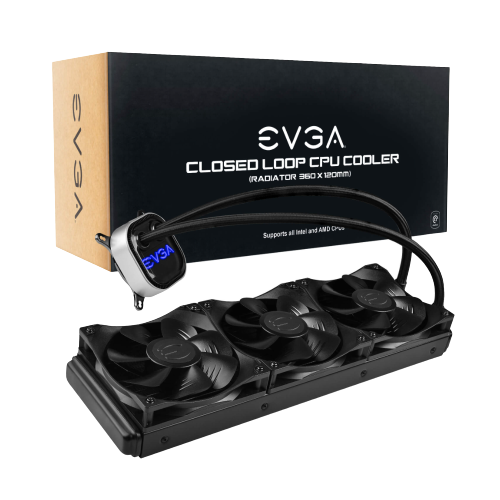 EVGA
EVGA
CLOSED LOOP CPU COOLER
(RADIATOR 360 X 120MM)
Supports all Intel and AMD CPUs
EVGA